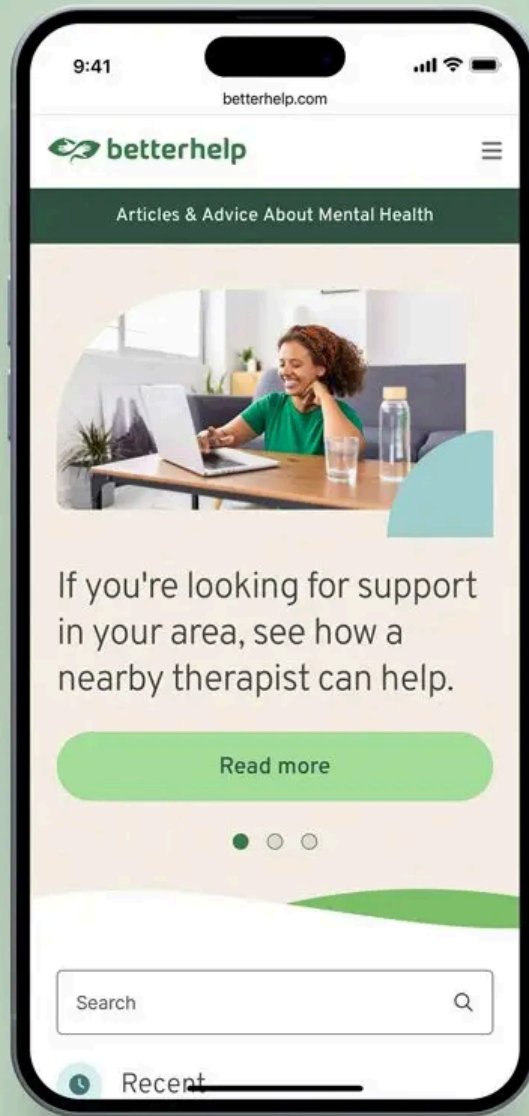 9:41
betterhelp.com
betterhelp
Articles & Advice About Mental Health
If you're looking for support
in your area, see how a
nearby therapist can help.
Read more
Search
Recent